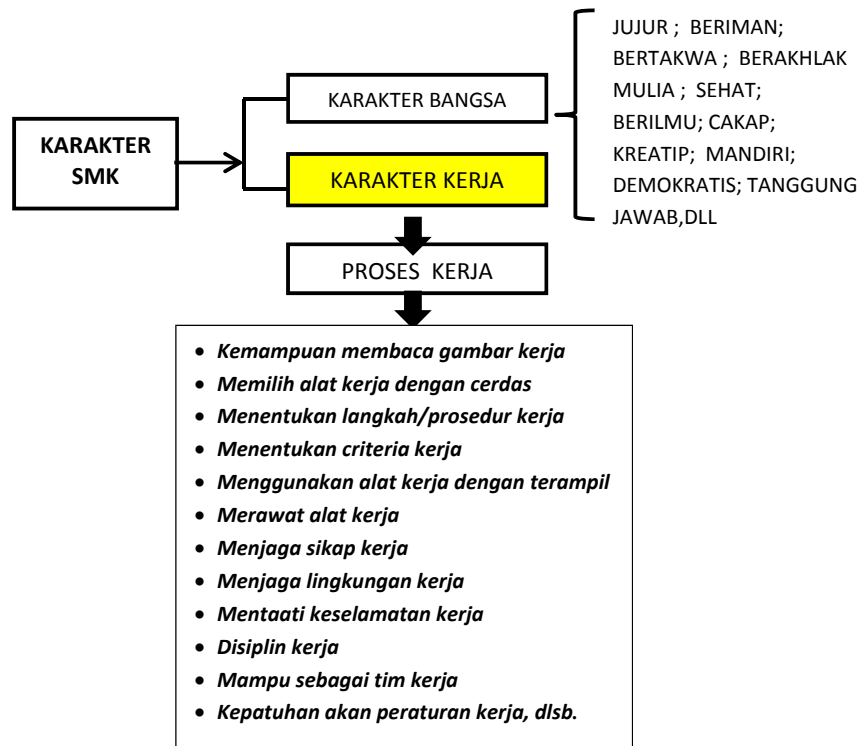 KARAKTER
SMK
KARAKTER BANGSA
KARAKTER KERJA
JUJUR ; BERIMAN;
BERTAKWA ; BERAKHLAK
MULIA ; SEHAT;
BERILMU; CAKAP;
KREATIP; MANDIRI;
DEMOKRATIS; TANGGUNG
JAWAB,DLL
PROSES KERJA
• Kemampuan membaca gambar kerja
• Memilih alat kerja dengan cerdas
• Menentukan langkah/prosedur kerja
• Menentukan criteria kerja
• Menggunakan alat kerja dengan terampil
• Merawat alat kerja
• Menjaga sikap kerja
• Menjaga lingkungan kerja
• Mentaati keselamatan kerja
• Disiplin kerja
• Mampu sebagai tim kerja
• Kepatuhan akan peraturan kerja, dlsb.